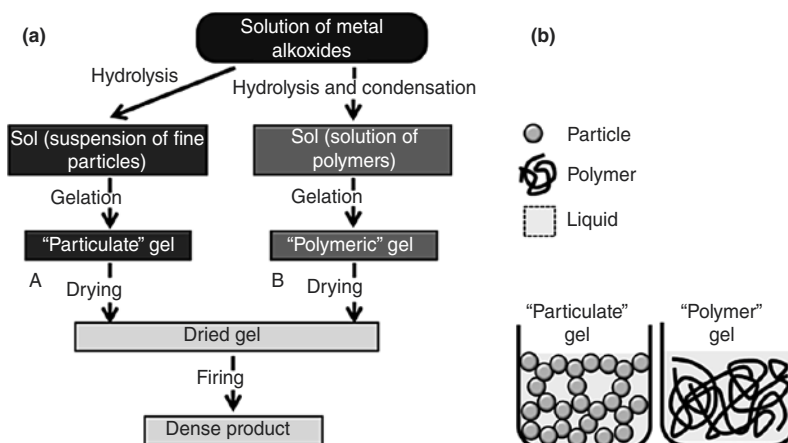 (a)
Solution of metal
alkoxides
Hydrolysis
Hydrolysis and condensation
Sol (suspension of fine
particles)
Sol (solution of
polymers)
Gelation
Gelation
“Particulate” gel
“Polymeric” gel
A
Drying
B
Drying
Dried gel
Firing
Dense product
(b)
Particle
Polymer
Liquid
“Particulate”
gel
“Polymer”
gel